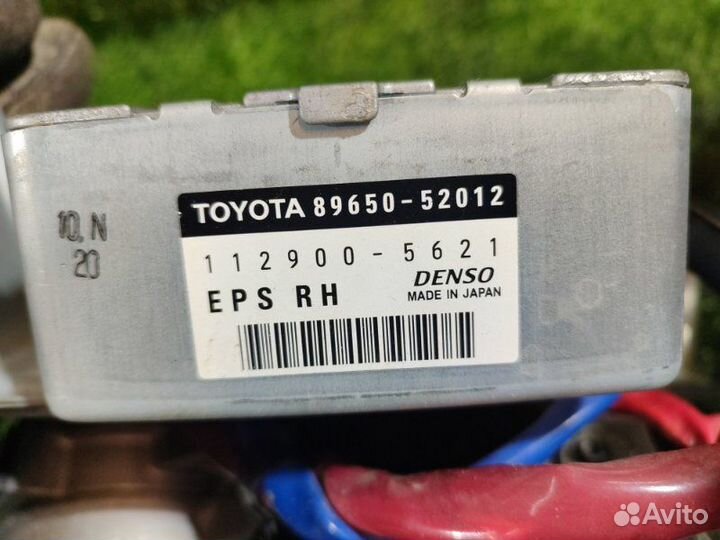 TOYOTA 89650-52012
112900-5621
EPS RH
DENSO
MADE IN JAPAN
10.N
20
Avito